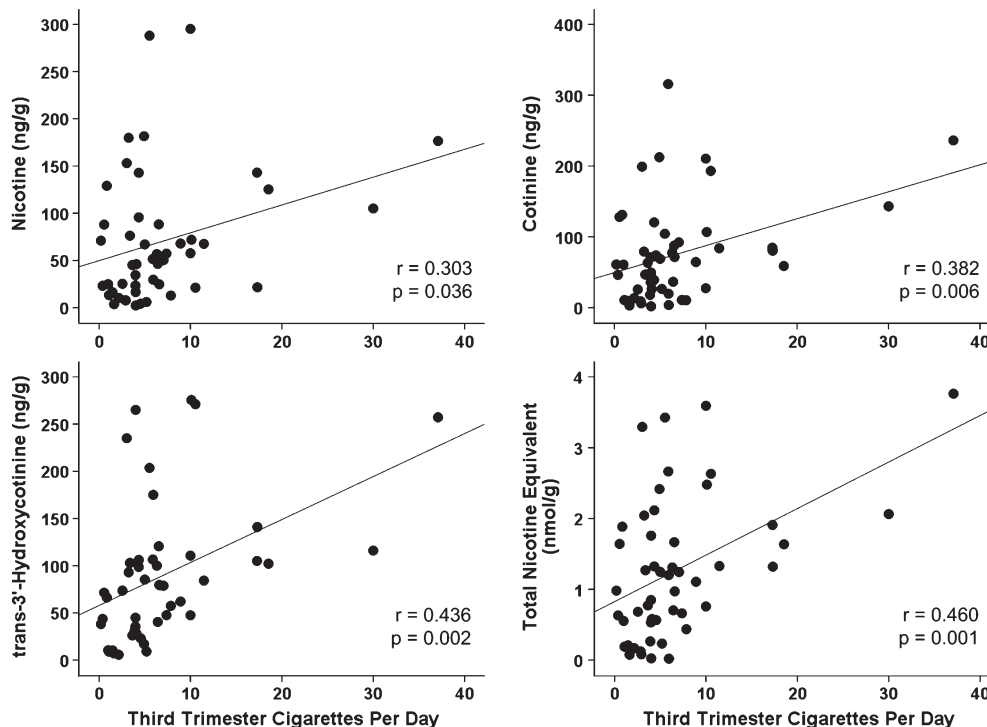 Nicotine (ng/g)
300
250
200
150
100
50
0
0 10 20 30 40
r = 0.303
p = 0.036
Cotinine (ng/g)
400
300
200
100
0
0 10 20 30 40
r = 0.382
p = 0.006
trans-3'-Hydroxycotinine (ng/g)
300
250
200
150
100
50
0
0 10 20 30 40
r = 0.436
p = 0.002
Third Trimester Cigarettes Per Day
Total Nicotine Equivalent
(nmol/g)
4
3
2
1
0
0 10 20 30 40
r = 0.460
p = 0.001
Third Trimester Cigarettes Per Day